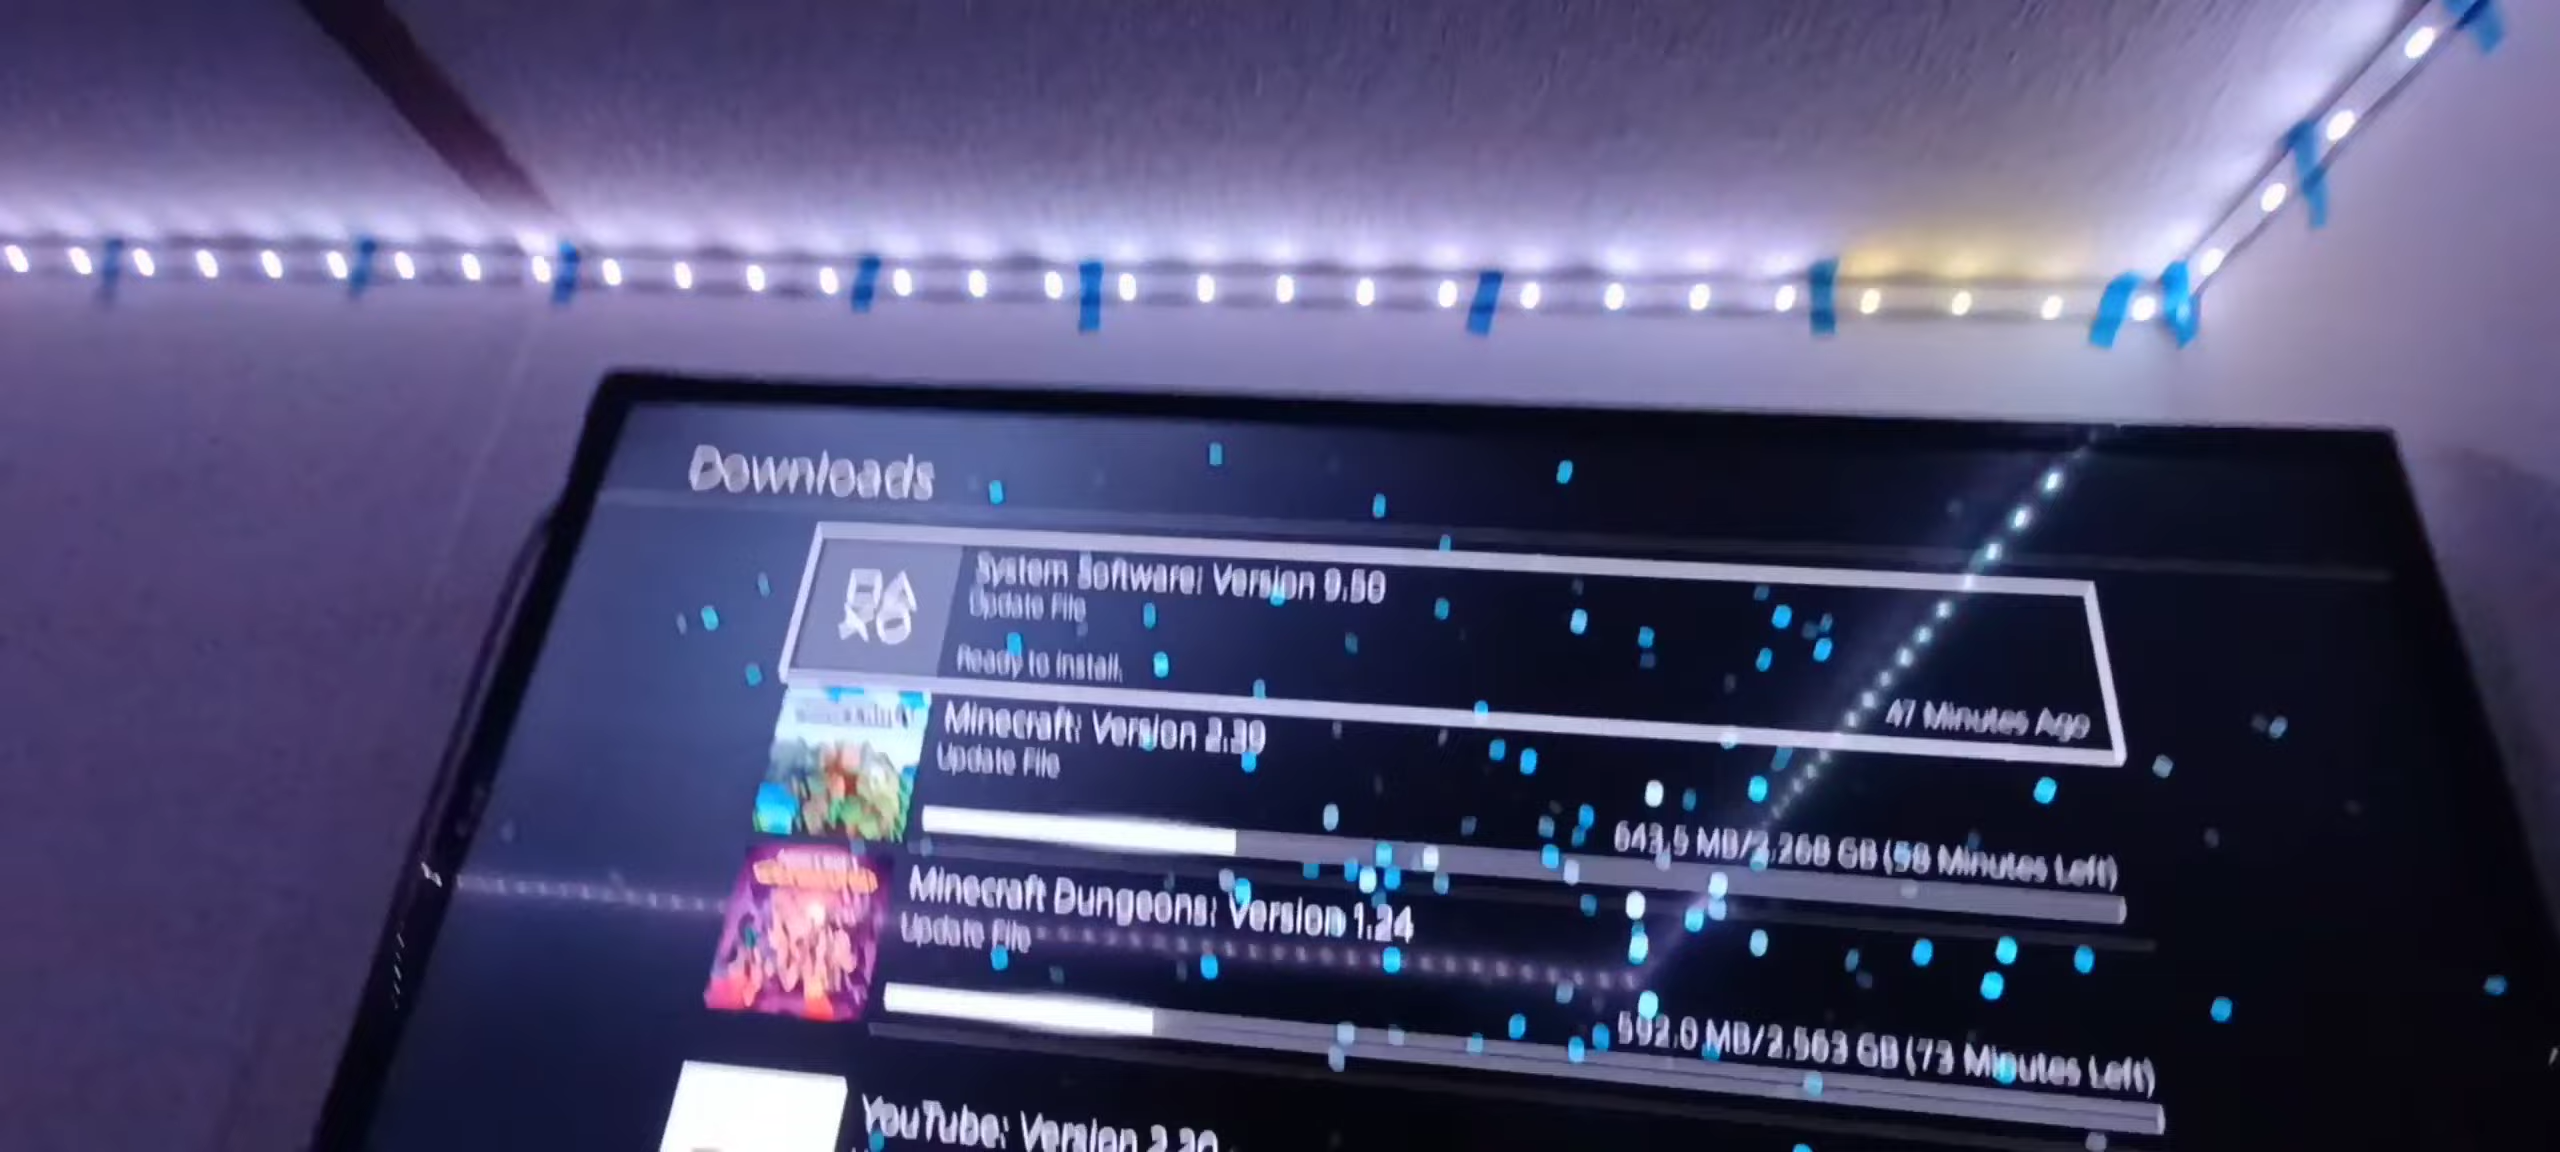 Downloads
System Software: Version 9.50
Update File
Ready to install.
47 Minutes Ago
Minecraft: Version 2.39
Update File
643.5 MB/2.268 GB (58 Minutes Left)
Minecraft Dungeons: Version 1.24
Update File
592.0 MB/2.563 GB (73 Minutes Left)
YouTube: Version